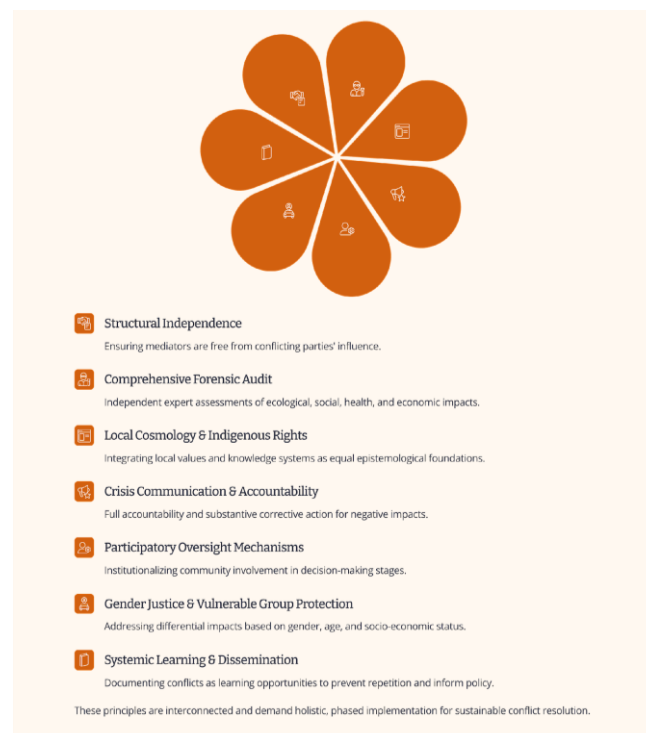 Structural Independence
Ensuring mediators are free from conflicting parties' influence.
Comprehensive Forensic Audit
Independent expert assessments of ecological, social, health, and economic impacts.
Local Cosmology & Indigenous Rights
Integrating local values and knowledge systems as equal epistemological foundations.
Crisis Communication & Accountability
Full accountability and substantive corrective action for negative impacts.
Participatory Oversight Mechanisms
Institutionalizing community involvement in decision-making stages.
Gender Justice & Vulnerable Group Protection
Addressing differential impacts based on gender, age, and socio-economic status.
Systemic Learning & Dissemination
Documenting conflicts as learning opportunities to prevent repetition and inform policy.
These principles are interconnected and demand holistic, phased implementation for sustainable conflict resolution.